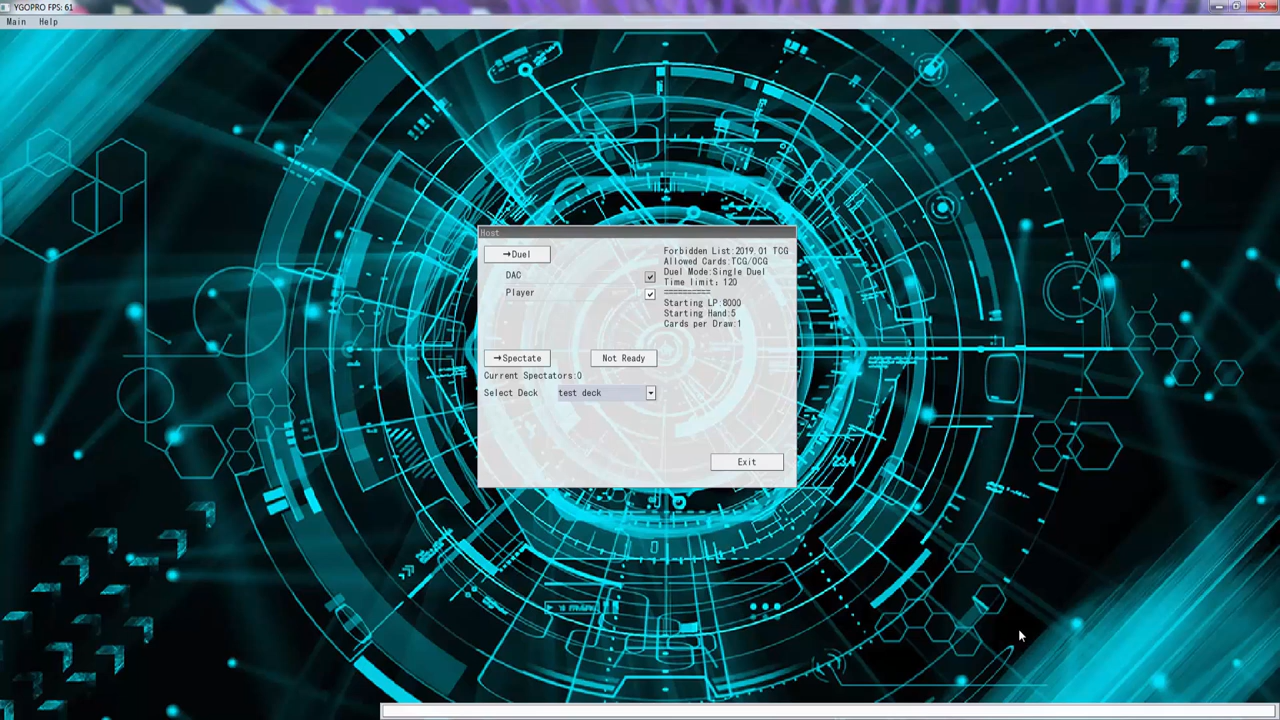 YGOPRO FPS: 61
Main Help
Host
→Duel
DAC
Player
Forbidden List:2019_01 TCG
Allowed Cards:TCG/OCG
Duel Mode:Single Duel
Time limit: 120
==========
Starting LP:8000
Starting Hand:5
Cards per Draw:1
→Spectate
Not Ready
Current Spectators:0
Select Deck test deck
Exit
234